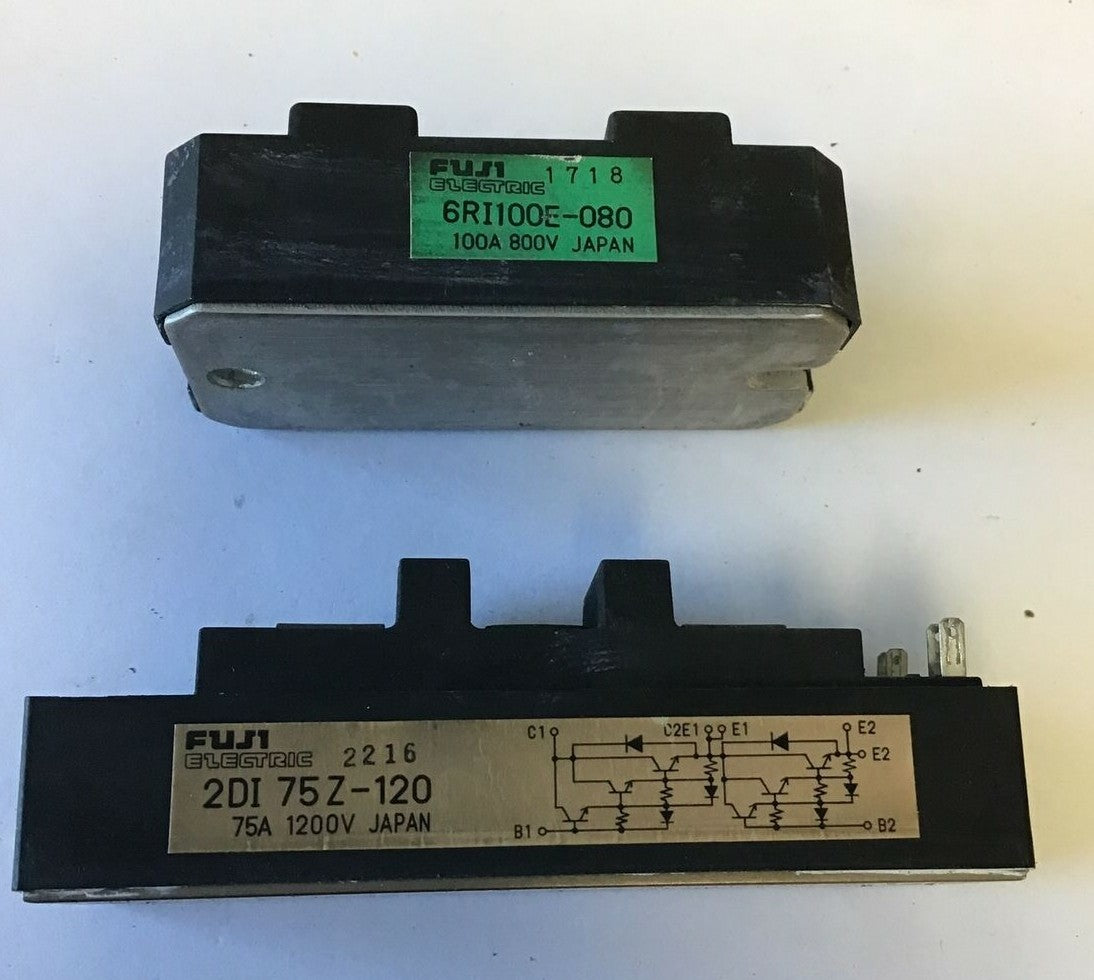 FUJI ELECTRIC 1718
6RI100E-080
100A 800V JAPAN
FUJI ELECTRIC 2216
2DI 75Z-120
75A 1200V JAPAN
C1 C2E1 E1 E2
E2
B1 B2